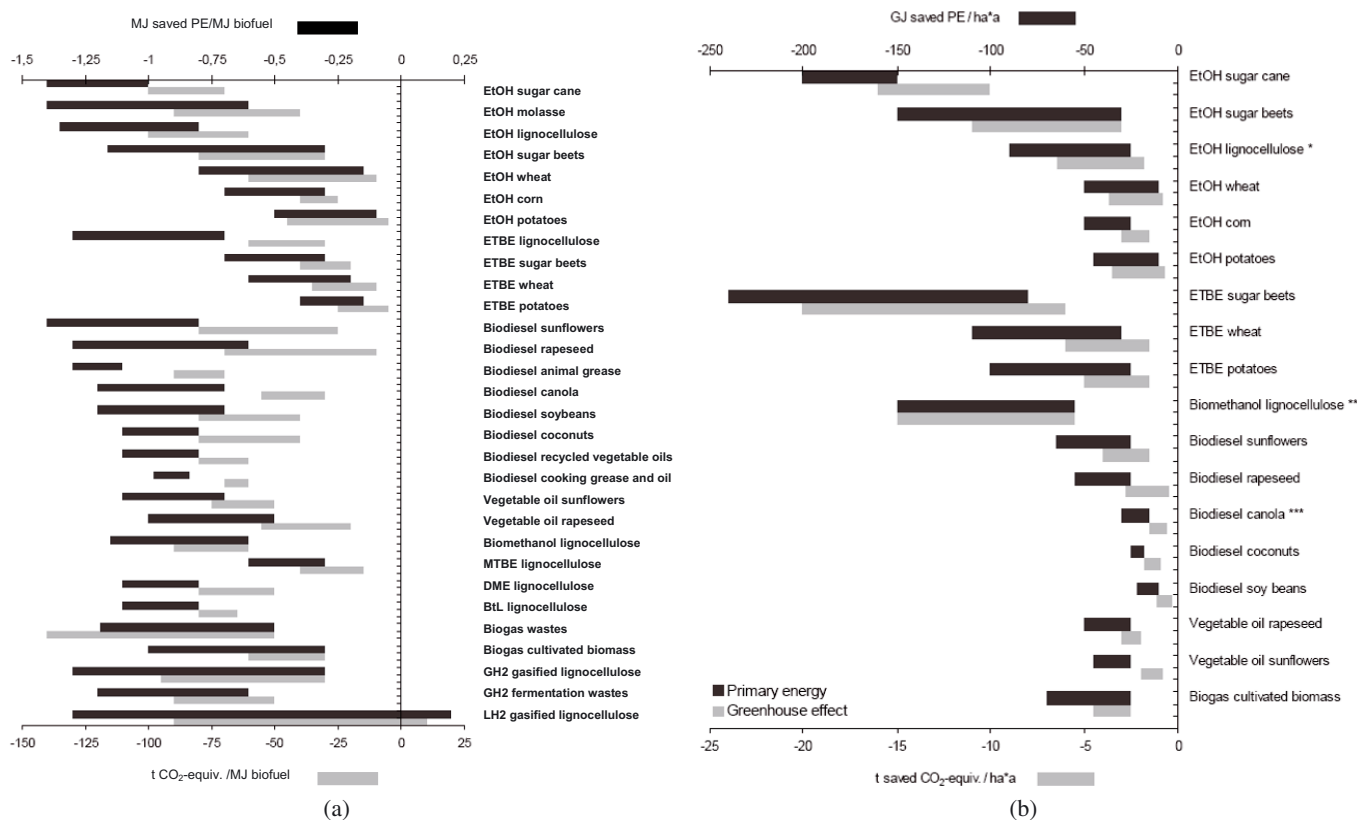 MJ saved PE/MJ biofuel
-1,5 -1,25 -1 -0,75 -0,5 -0,25 0 0,25
EtOH sugar cane
EtOH molasse
EtOH lignocellulose
EtOH sugar beets
EtOH wheat
EtOH corn
EtOH potatoes
ETBE lignocellulose
ETBE sugar beets
ETBE wheat
ETBE potatoes
Biodiesel sunflowers
Biodiesel rapeseed
Biodiesel animal grease
Biodiesel canola
Biodiesel soybeans
Biodiesel coconuts
Biodiesel recycled vegetable oils
Biodiesel cooking grease and oil
Vegetable oil sunflowers
Vegetable oil rapeseed
Biomethanol lignocellulose
MTBE lignocellulose
DME lignocellulose
BtL lignocellulose
Biogas wastes
Biogas cultivated biomass
GH2 gasified lignocellulose
GH2 fermentation wastes
LH2 gasified lignocellulose
-150 -125 -100 -75 -50 -25 0 25
t CO2-equiv. /MJ biofuel
(a)
GJ saved PE / ha*a
-250 -200 -150 -100 -50 0
EtOH sugar cane
EtOH sugar beets
EtOH lignocellulose *
EtOH wheat
EtOH corn
EtOH potatoes
ETBE sugar beets
ETBE wheat
ETBE potatoes
Biomethanol lignocellulose **
Biodiesel sunflowers
Biodiesel rapeseed
Biodiesel canola ***
Biodiesel coconuts
Biodiesel soy beans
Vegetable oil rapeseed
Vegetable oil sunflowers
Biogas cultivated biomass
Primary energy
Greenhouse effect
-25 -20 -15 -10 -5 0
t saved CO2-equiv. / ha*a
(b)